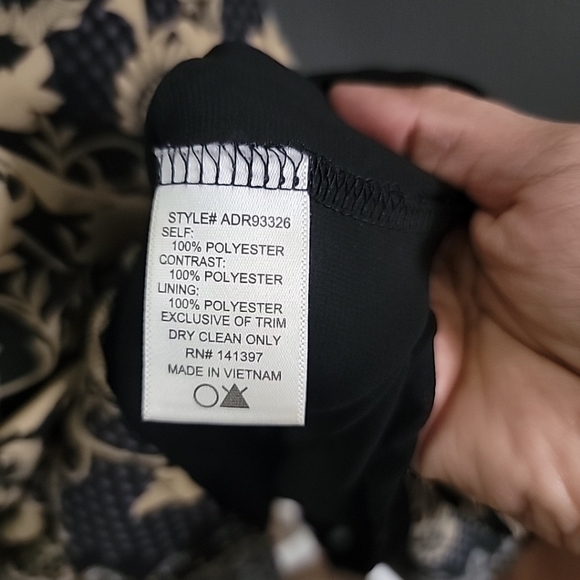 STYLE# ADR93326
SELF:
100% POLYESTER
CONTRAST:
100% POLYESTER
LINING:
100% POLYESTER
EXCLUSIVE OF TRIM
DRY CLEAN ONLY
RN# 141397
MADE IN VIETNAM